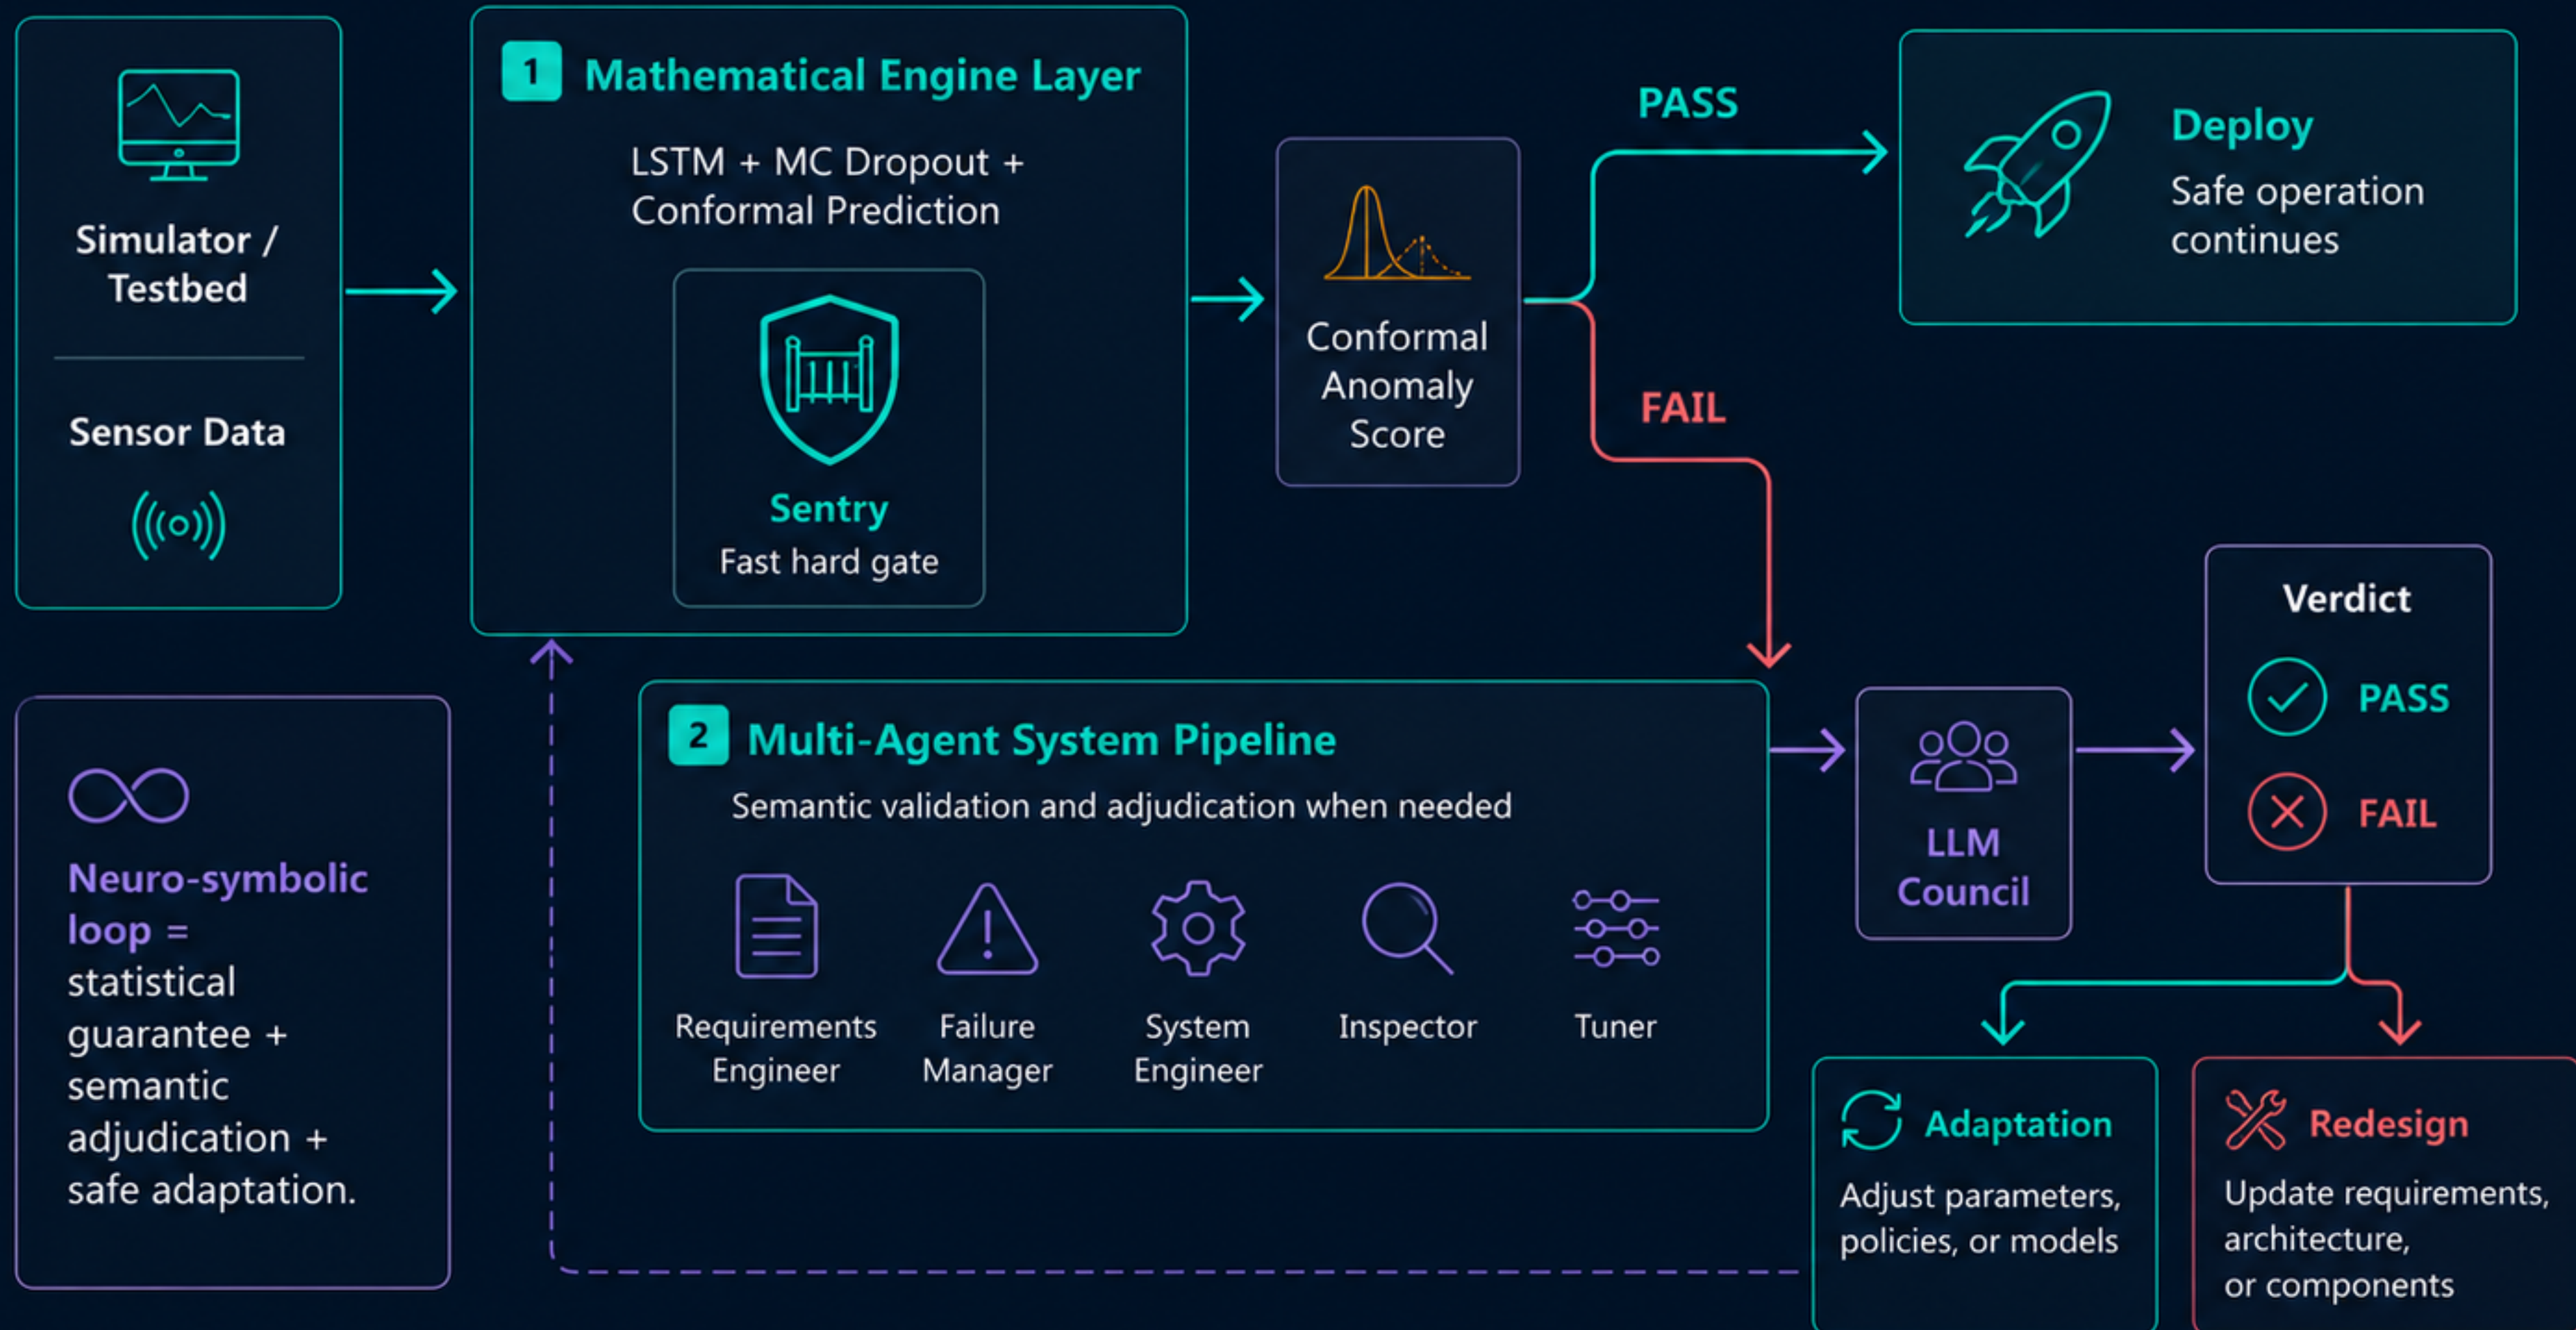 Simulator /
Testbed
Sensor Data
1 Mathematical Engine Layer
LSTM + MC Dropout +
Conformal Prediction
Sentry
Fast hard gate
Conformal
Anomaly
Score
PASS
FAIL
Deploy
Safe operation
continues
Neuro-symbolic
loop =
statistical
guarantee +
semantic
adjudication +
safe adaptation.
2 Multi-Agent System Pipeline
Semantic validation and adjudication when needed
Requirements
Engineer
Failure
Manager
System
Engineer
Inspector
Tuner
LLM
Council
Verdict
PASS
FAIL
Adaptation
Adjust parameters,
policies, or models
Redesign
Update requirements,
architecture,
or components